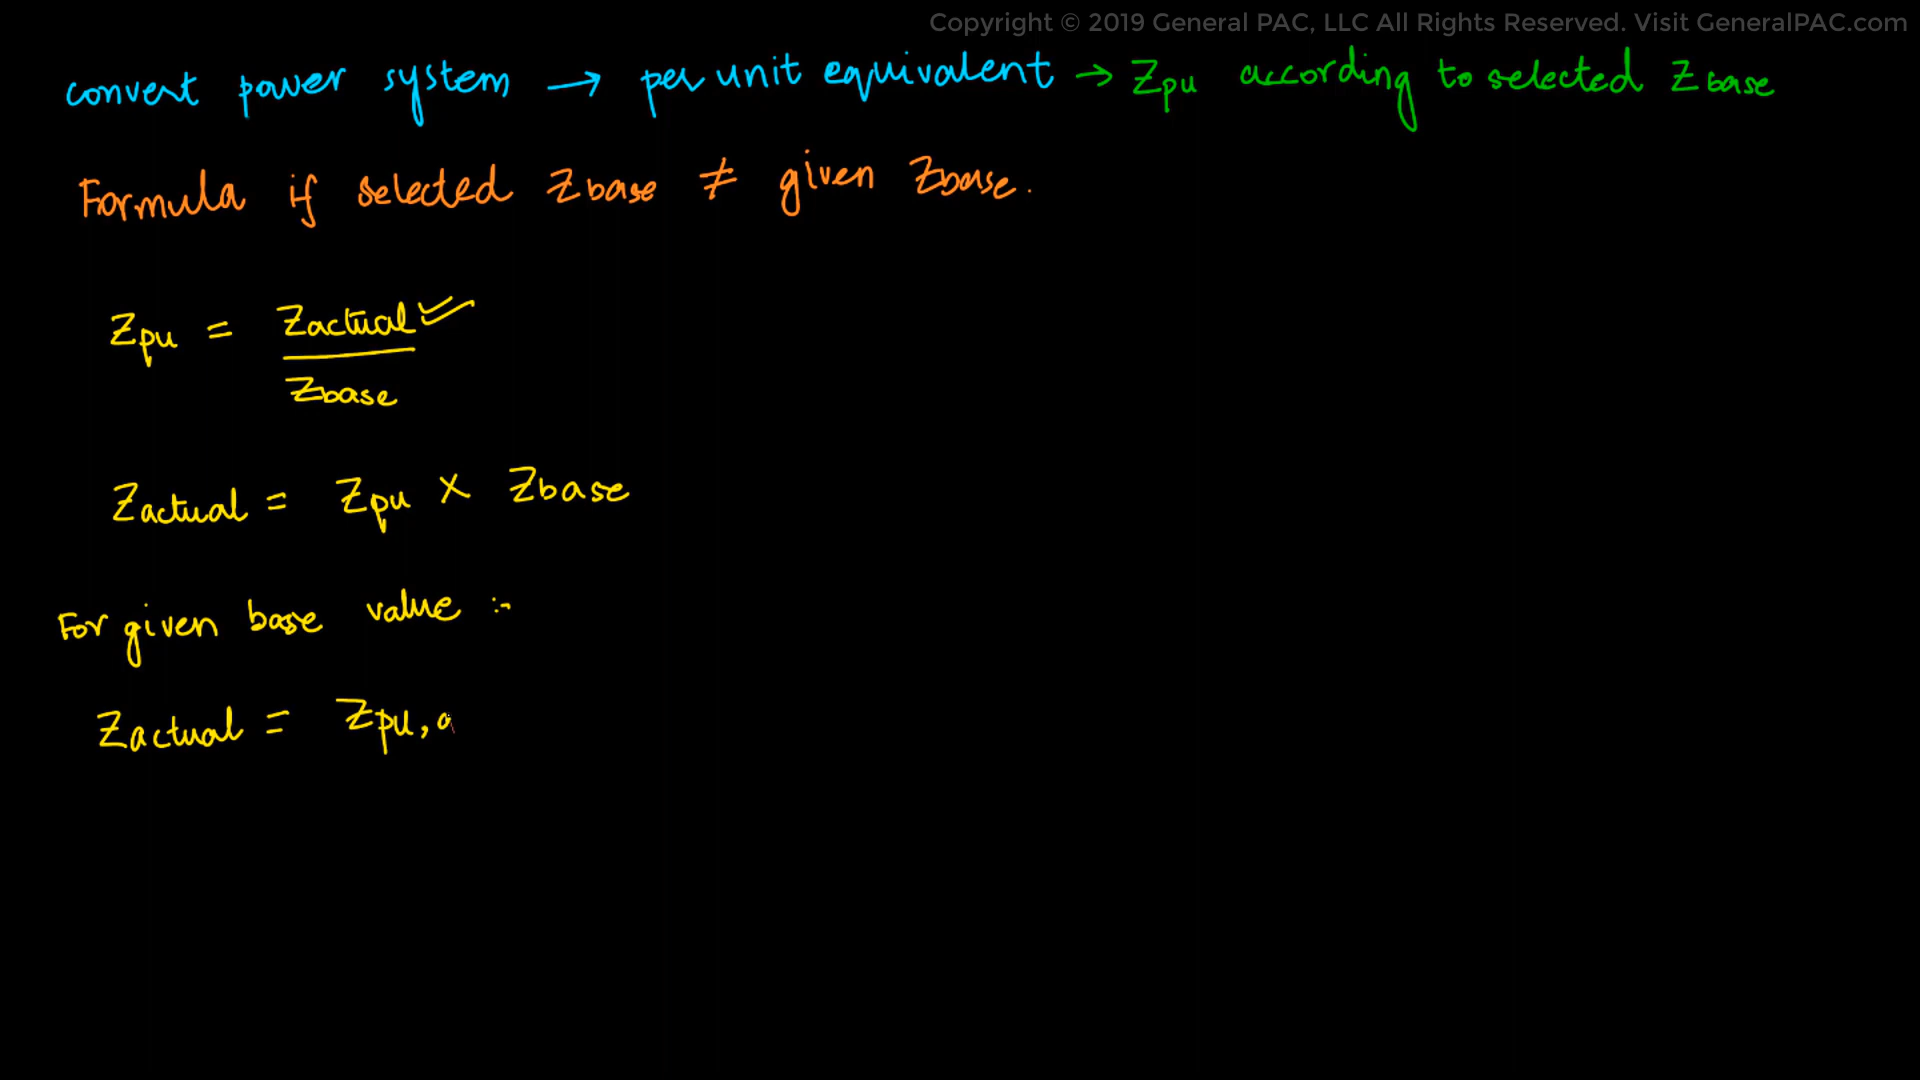 Copyright © 2019 General PAC, LLC All Rights Reserved. Visit GeneralPAC.com
convert power system → per unit equivalent → Zpu according to selected Zbase
Formula if selected Zbase ≠ given Zbase.
Zpu = Zactual
Zbase
Zactual = Zpu × Zbase
For given base value :-
Zactual = Zpu,